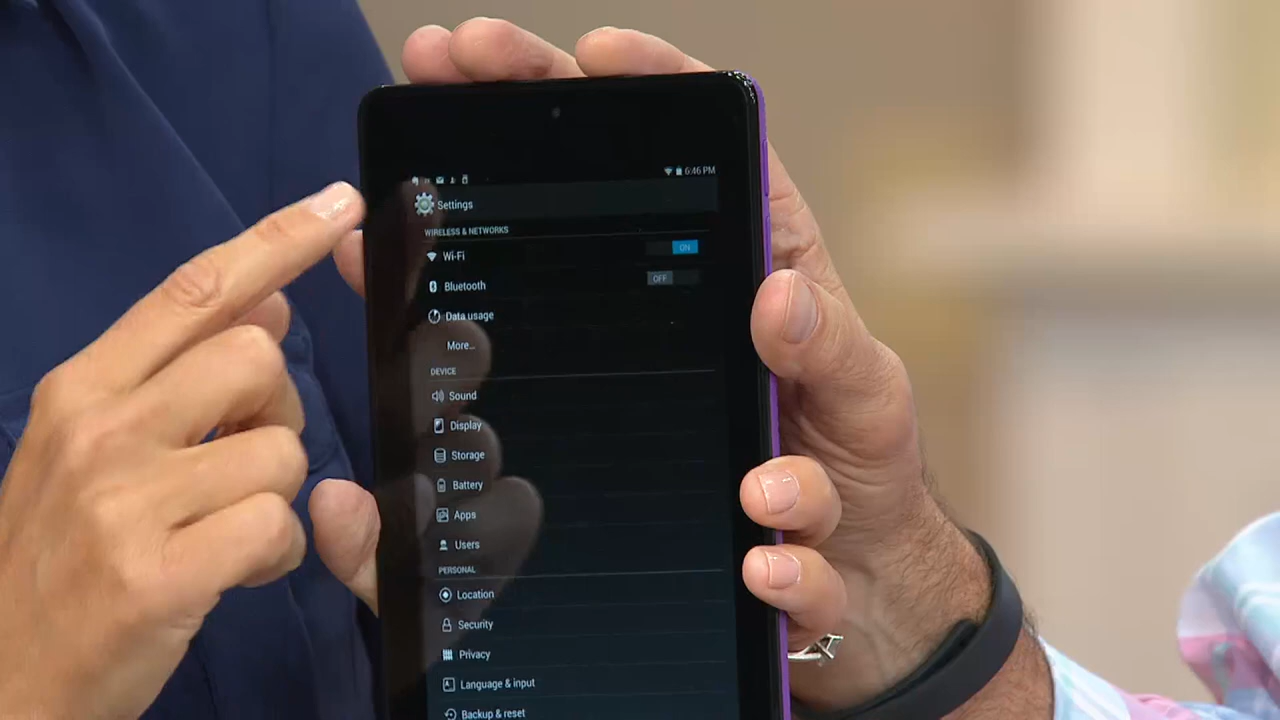 6:46 PM
Settings
WIRELESS & NETWORKS
Wi-Fi ON
Bluetooth OFF
Data usage
More...
DEVICE
Sound
Display
Storage
Battery
Apps
Users
PERSONAL
Location
Security
Privacy
Language & input
Backup & reset